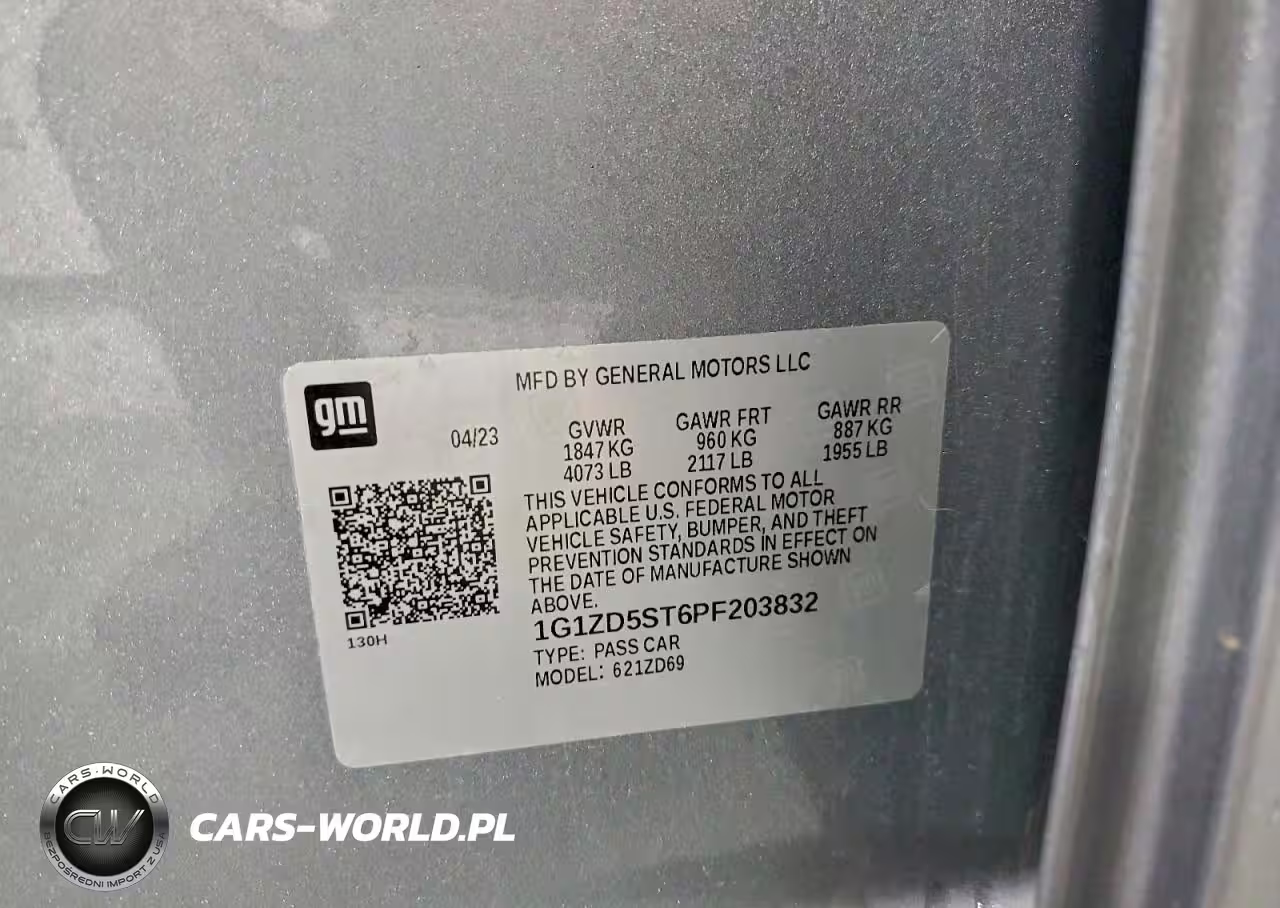 MFD BY GENERAL MOTORS LLC
gm
04/23
GVWR
1847 KG
4073 LB
GAWR FRT
960 KG
2117 LB
GAWR RR
887 KG
1955 LB
THIS VEHICLE CONFORMS TO ALL
APPLICABLE U.S. FEDERAL MOTOR
VEHICLE SAFETY, BUMPER, AND THEFT
PREVENTION STANDARDS IN EFFECT ON
THE DATE OF MANUFACTURE SHOWN
ABOVE.
1G1ZD5ST6PF203832
TYPE: PASS CAR
MODEL: 621ZD69
130H
CARS-WORLD
CW
BEZPOŚREDNI IMPORT Z USA
CARS-WORLD.PL